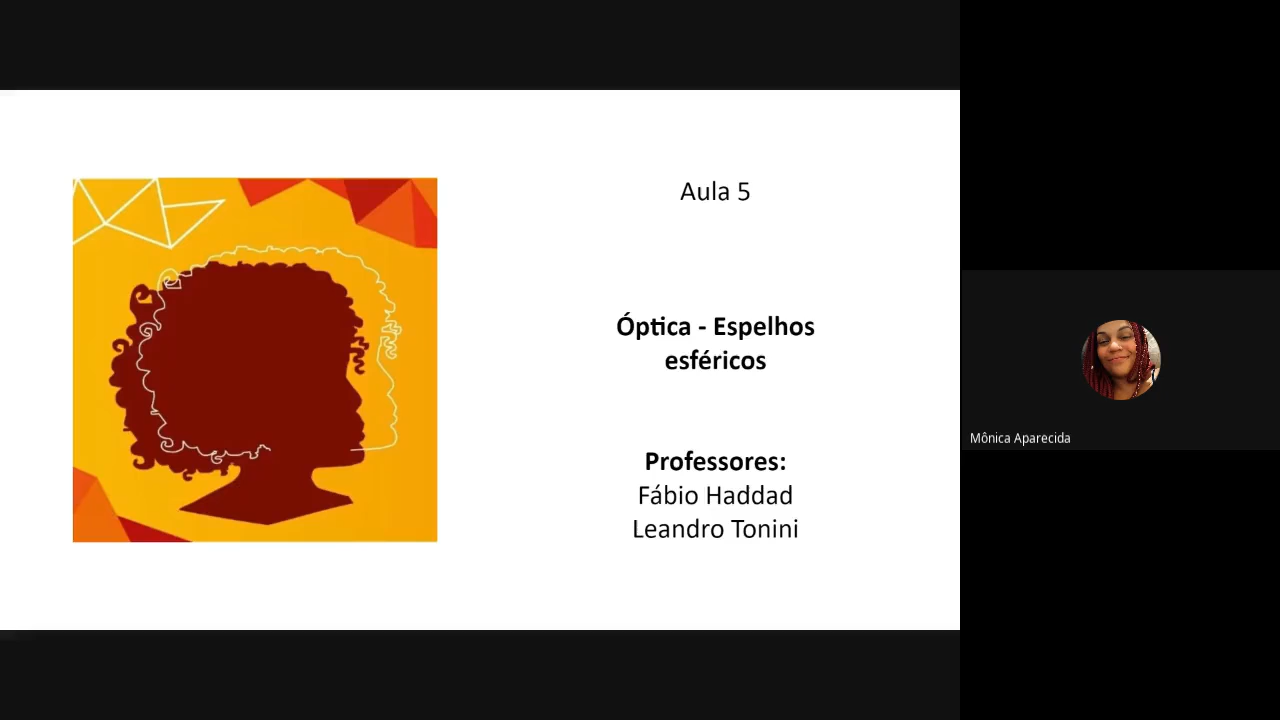 Aula 5
Óptica - Espelhos
esféricos
Professores:
Fábio Haddad
Leandro Tonini
Mônica Aparecida